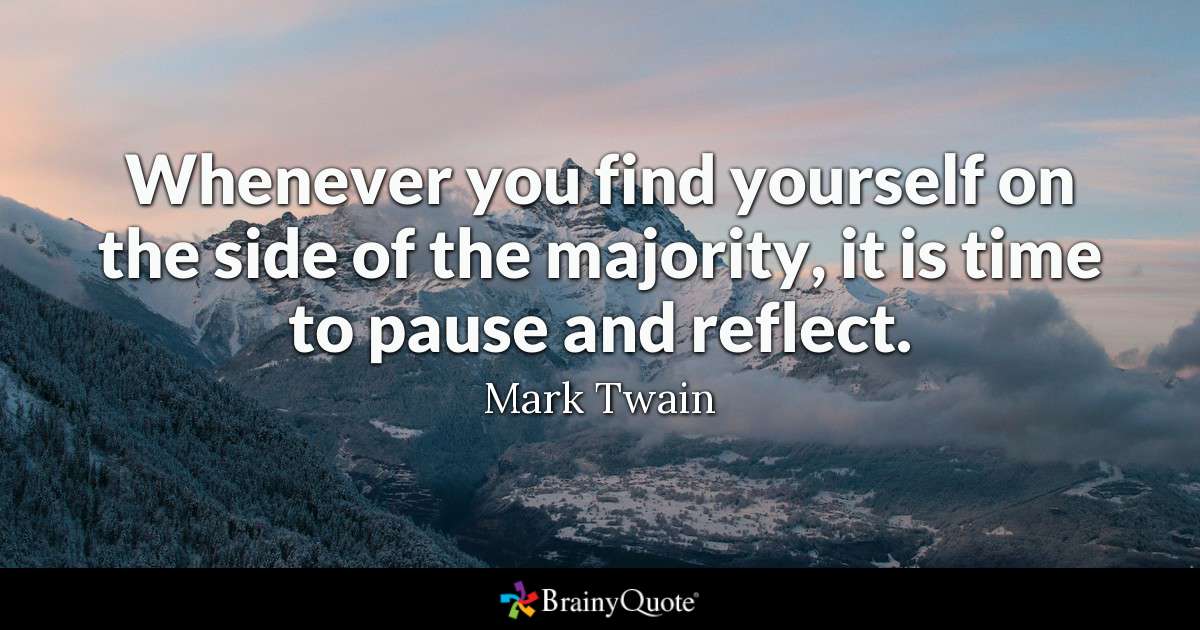 Whenever you find yourself on
the side of the majority, it is time
to pause and reflect.
Mark Twain
BrainyQuote®